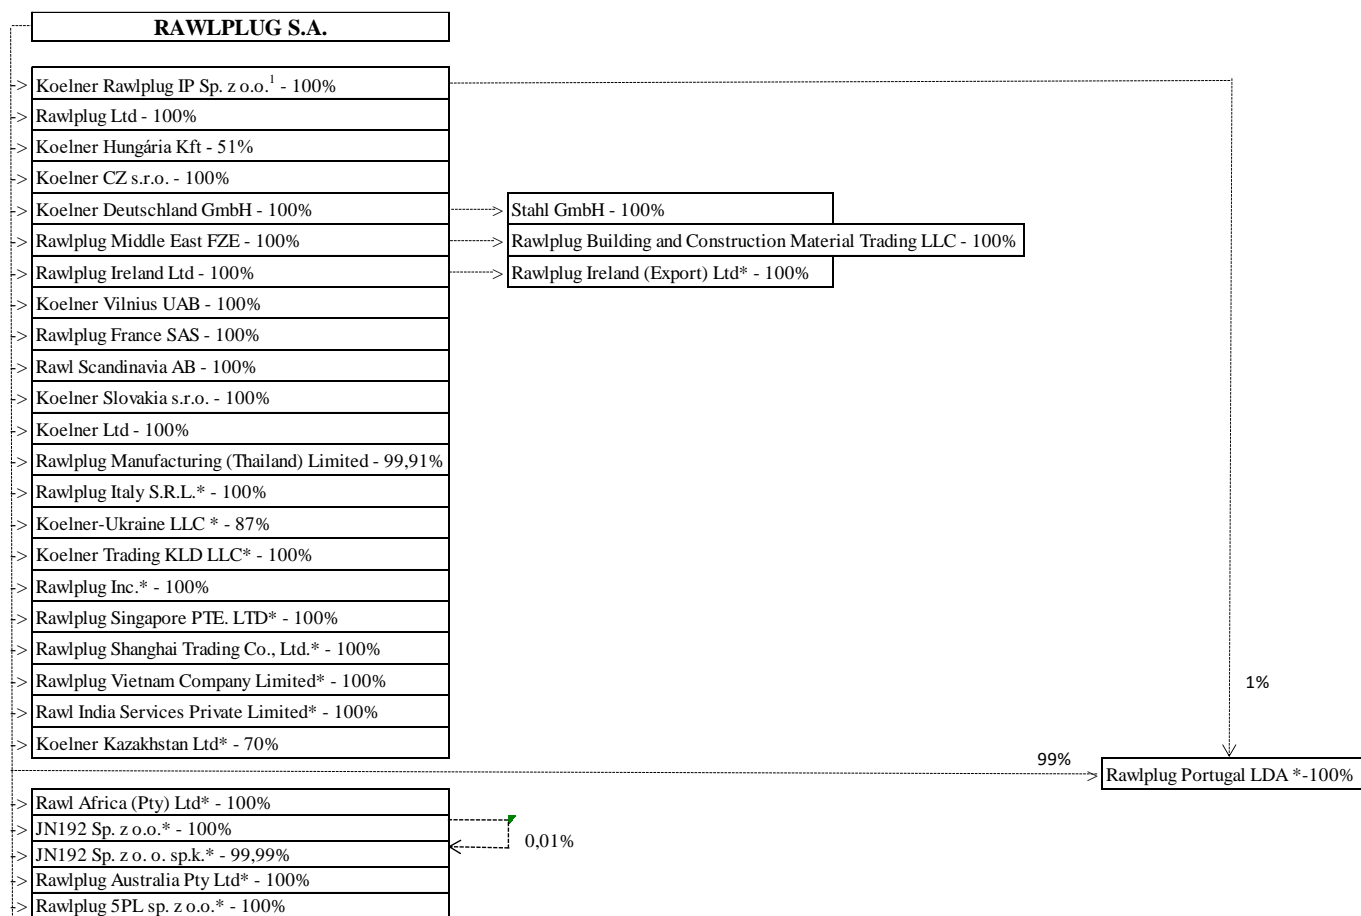 RAWLPLUG S.A.
Koelner Rawlplug IP Sp. z o.o.¹ - 100%
Rawlplug Ltd - 100%
Koelner Hungária Kft - 51%
Koelner CZ s.r.o. - 100%
Koelner Deutschland GmbH - 100%
Stahl GmbH - 100%
Rawlplug Middle East FZE - 100%
Rawlplug Building and Construction Material Trading LLC - 100%
Rawlplug Ireland Ltd - 100%
Rawlplug Ireland (Export) Ltd* - 100%
Koelner Vilnius UAB - 100%
Rawlplug France SAS - 100%
Rawl Scandinavia AB - 100%
Koelner Slovakia s.r.o. - 100%
Koelner Ltd - 100%
Rawlplug Manufacturing (Thailand) Limited - 99,91%
Rawlplug Italy S.R.L.* - 100%
Koelner-Ukraine LLC * - 87%
Koelner Trading KLD LLC* - 100%
Rawlplug Inc.* - 100%
Rawlplug Singapore PTE. LTD* - 100%
Rawlplug Shanghai Trading Co., Ltd.* - 100%
Rawlplug Vietnam Company Limited* - 100%
1%
Rawl India Services Private Limited* - 100%
Koelner Kazakhstan Ltd* - 70%
99%
Rawlplug Portugal LDA *-100%
Rawl Africa (Pty) Ltd* - 100%
JN192 Sp. z o.o.* - 100%
0,01%
JN192 Sp. z o. o. sp.k.* - 99,99%
Rawlplug Australia Pty Ltd* - 100%
Rawlplug 5PL sp. z o.o.* - 100%